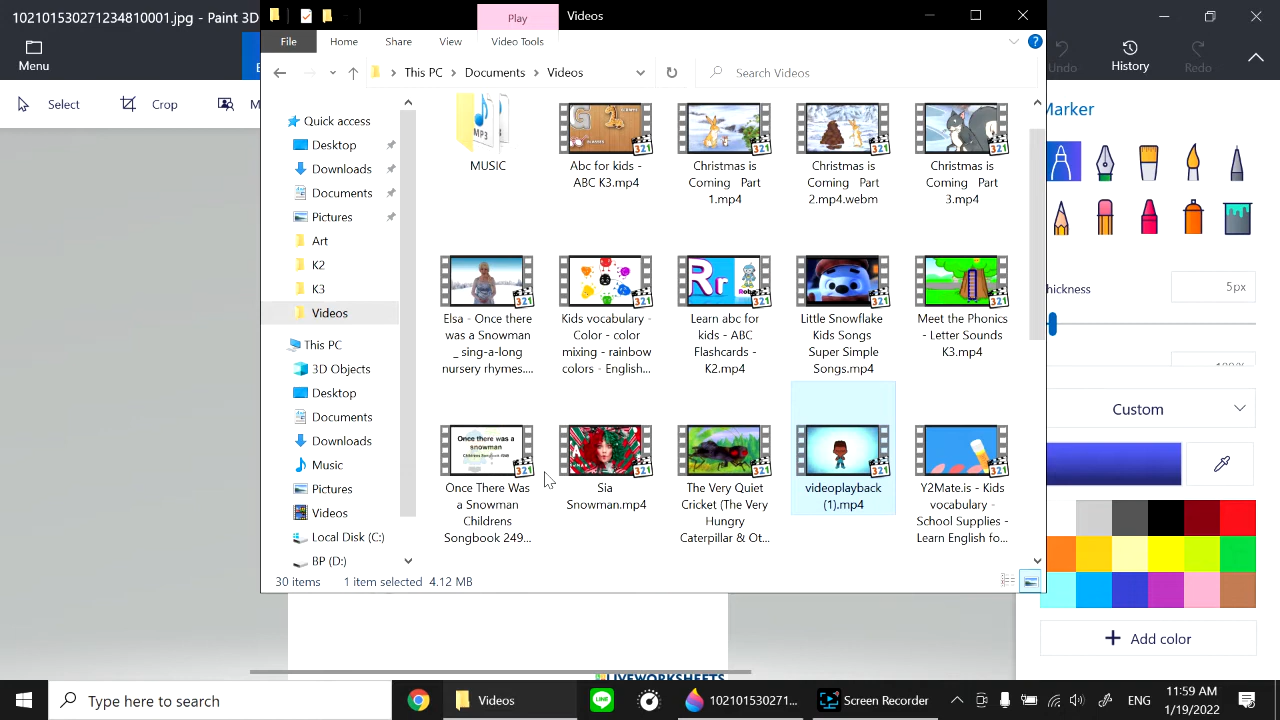 10210153027123481​0001.jpg - Paint 3D
Play
Videos
File
Home
Share
View
Video Tools
Menu
Undo
History
Redo
This PC
Documents
Videos
Search Videos
Select
Crop
M
Marker
Quick access
Desktop
Downloads
Documents
Pictures
Art
K2
K3
Videos
This PC
3D Objects
Desktop
Documents
Downloads
Music
Pictures
Videos
Local Disk (C:)
BP (D:)
MUSIC
Abc for kids -
ABC K3.mp4
Christmas is
Coming Part
1.mp4
Christmas is
Coming Part
2.mp4.webm
Christmas is
Coming Part
3.mp4
Elsa - Once there
was a Snowman
_ sing-a-long
nursery rhymes....
Kids vocabulary -
Color - color
mixing - rainbow
colors - English...
Learn abc for
kids - ABC
Flashcards -
K2.mp4
Little Snowflake
Kids Songs
Super Simple
Songs.mp4
Meet the Phonics
- Letter Sounds
K3.mp4
Once there was a
snowman
Once There Was
a Snowman
Childrens
Songbook 249...
Sia
Snowman.mp4
The Very Quiet
Cricket (The Very
Hungry
Caterpillar & Ot...
videoplayback
(1).mp4
Y2Mate.is - Kids
vocabulary -
School Supplies -
Learn English fo...
hickness
5px
Custom
Add color
30 items
1 item selected 4.12 MB
LIVEWORKSHEETS
Type here to search
Videos
LINE
102101530271...
Screen Recorder
ENG
11:59 AM
1/19/2022